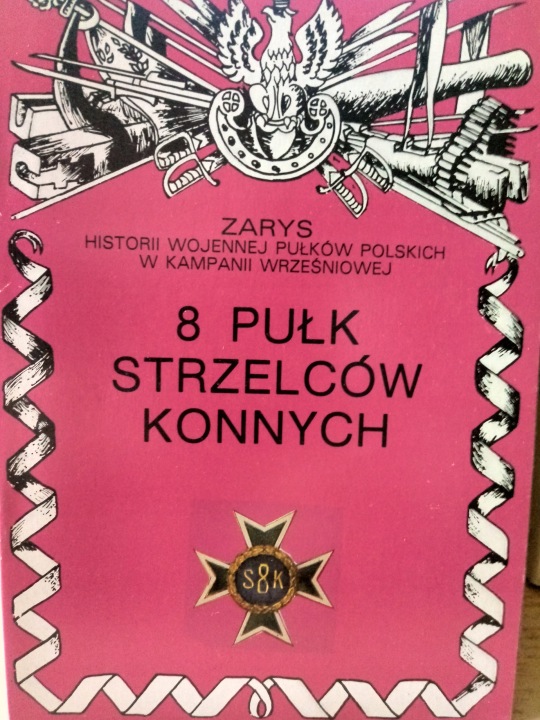 ZARYS
HISTORII WOJENNEJ PUŁKÓW POLSKICH
W KAMPANII WRZEŚNIOWEJ
8 PUŁK
STRZELCÓW
KONNYCH
S8K